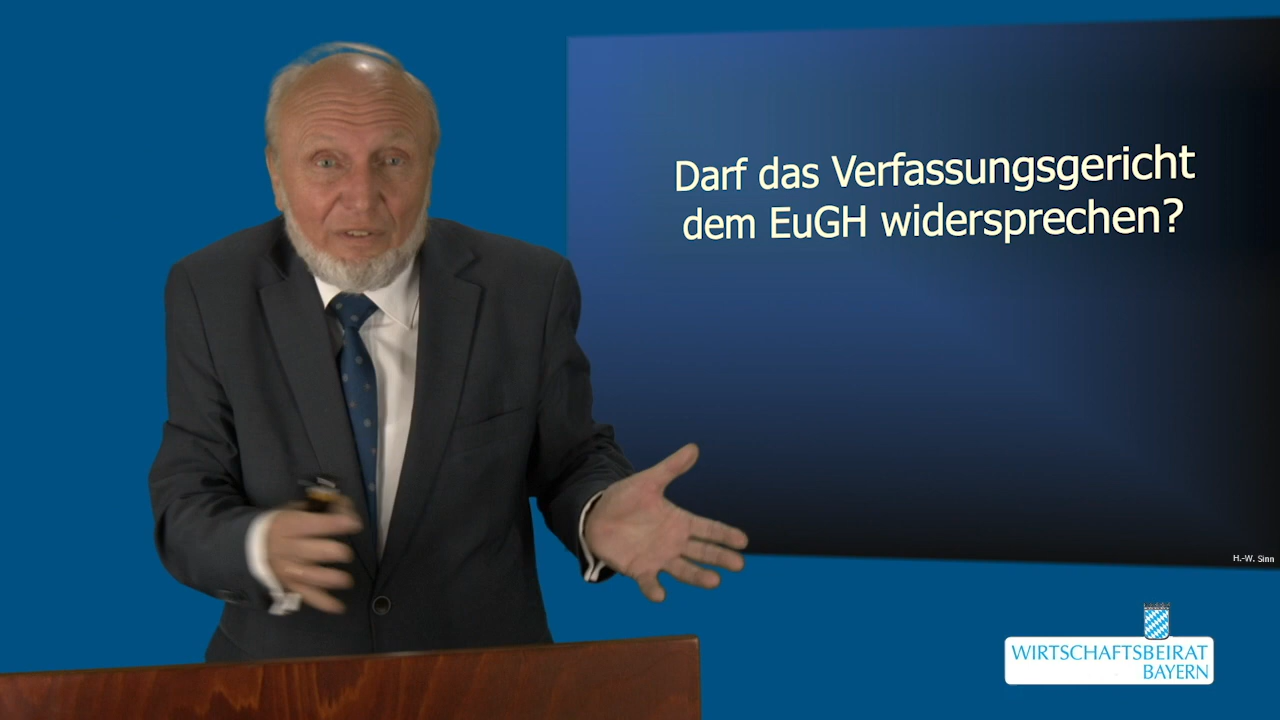 Darf das Verfassungsgericht
dem EuGH widersprechen?
H.-W. Sinn
WIRTSCHAFTSBEIRAT
BAYERN